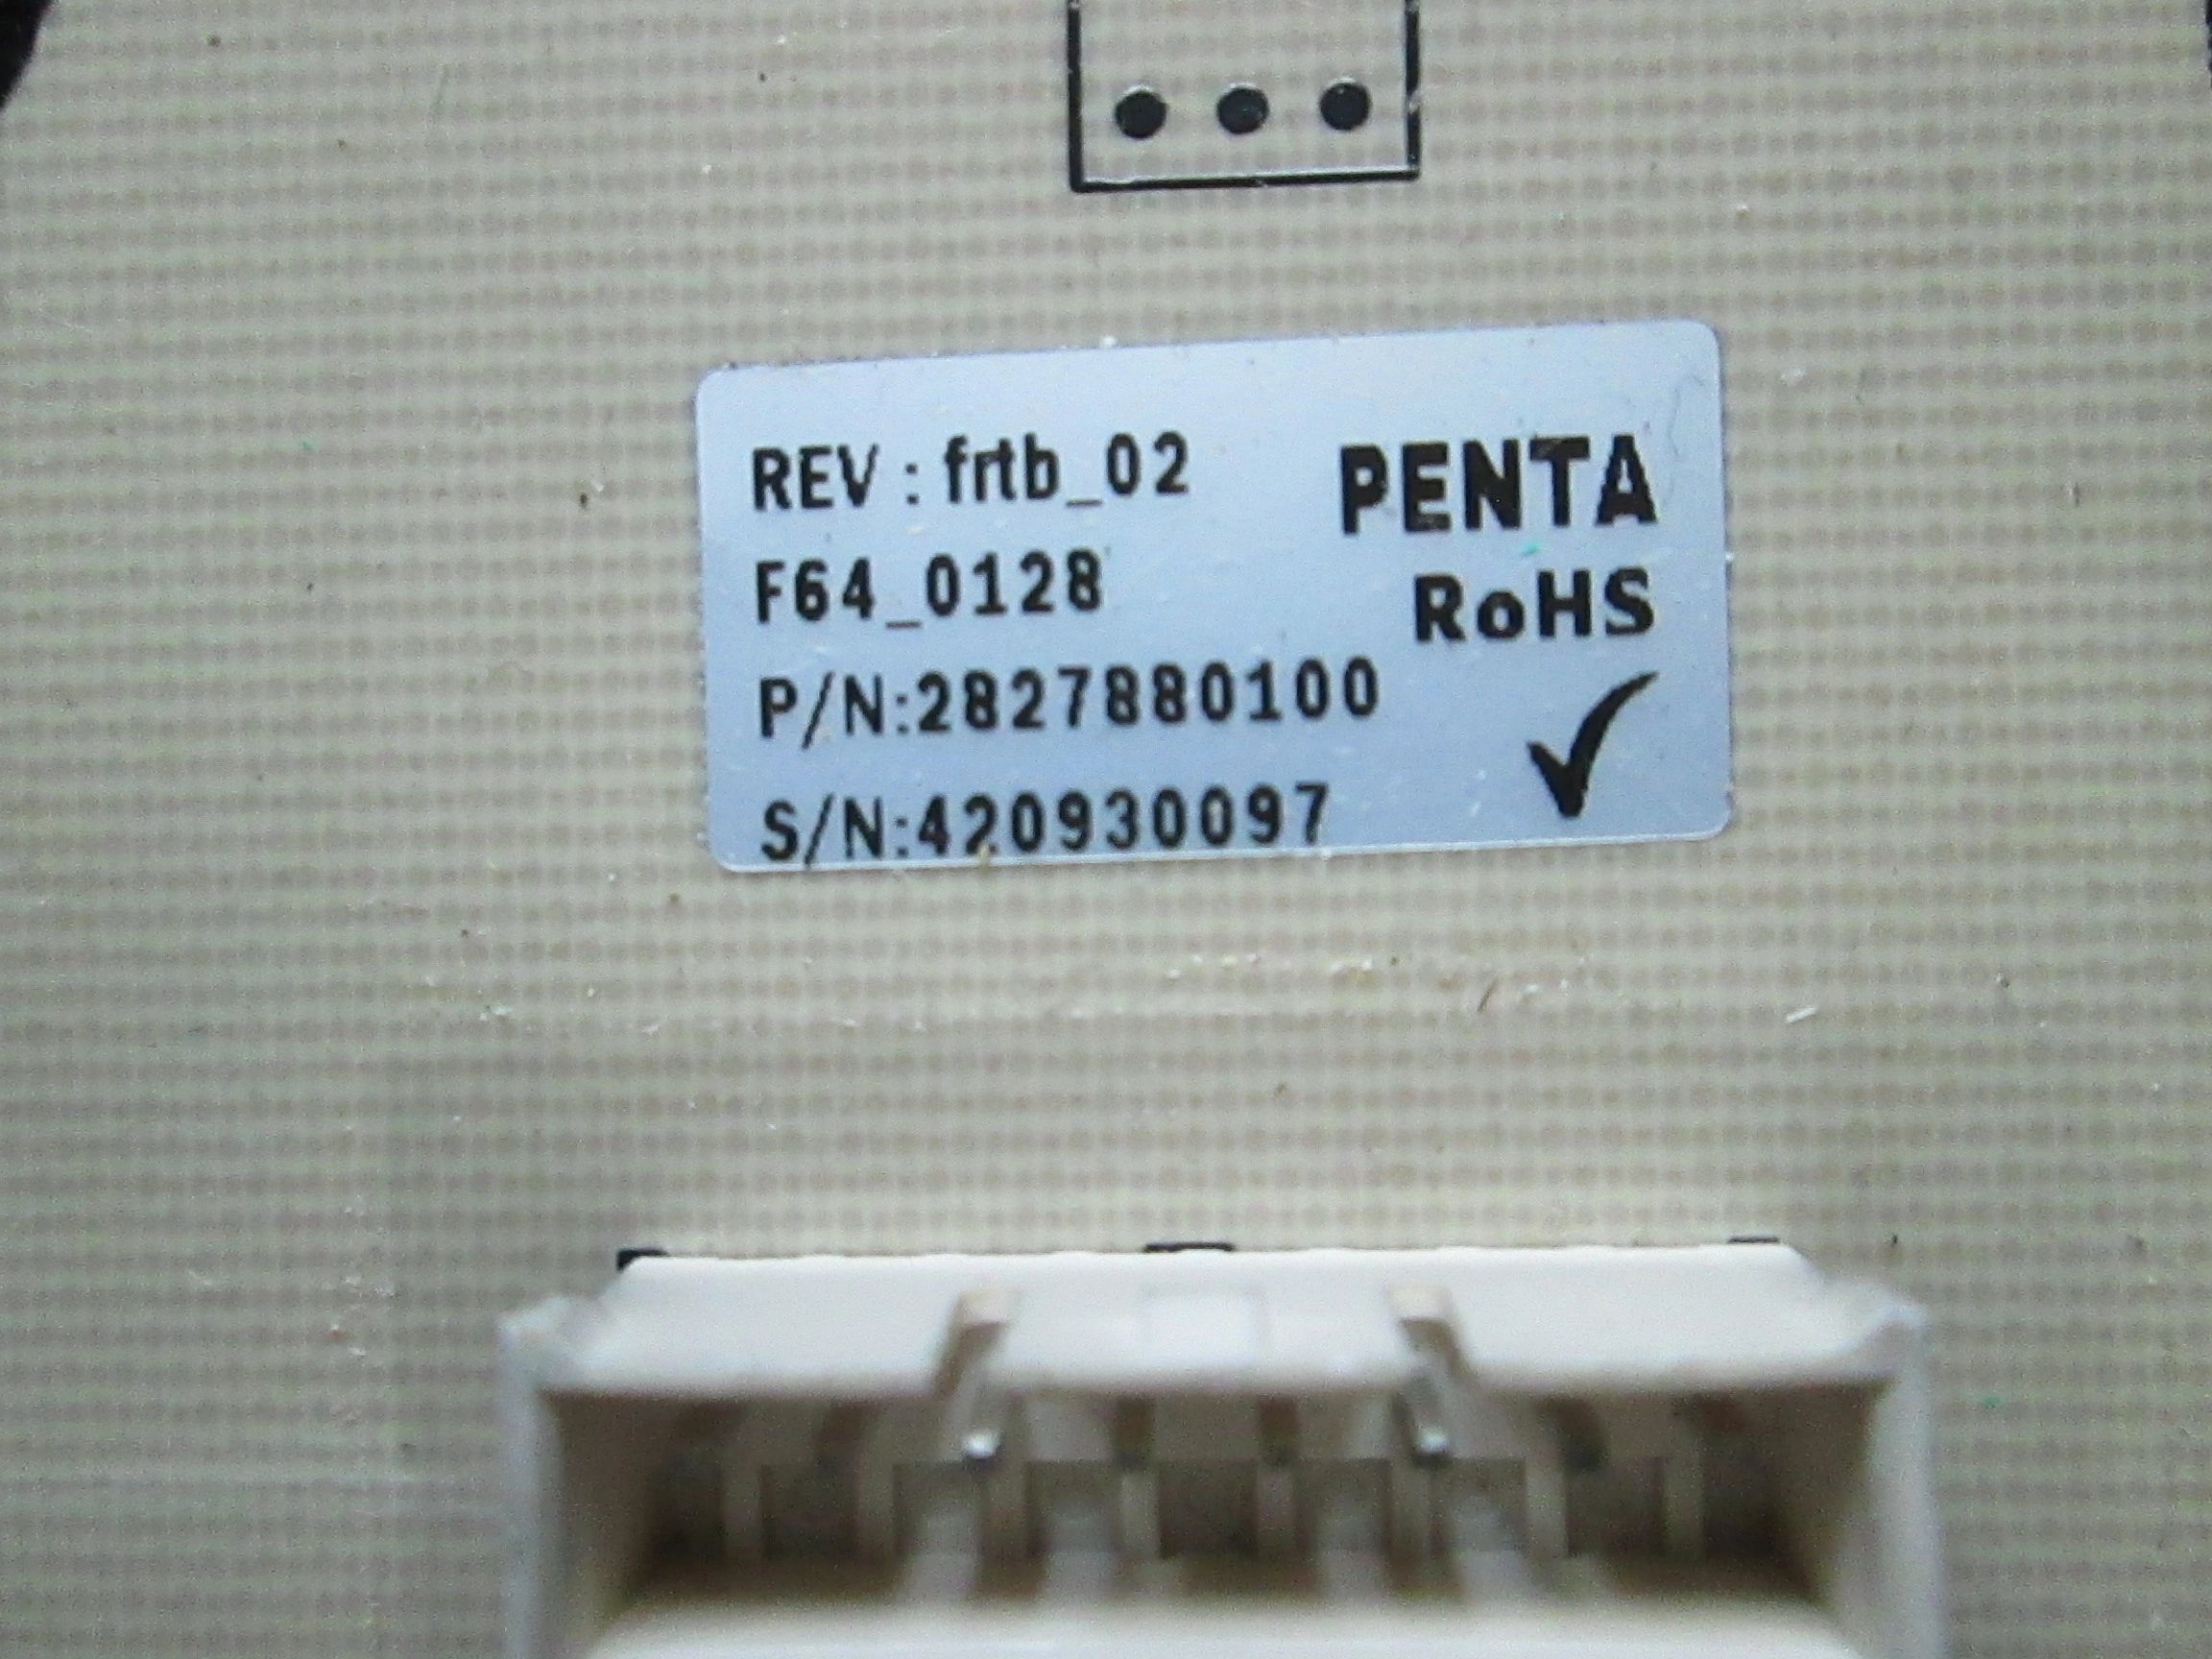 REV : frtb_02
PENTA
F64_0128
RoHS
P/N:2827880100
S/N:420930097